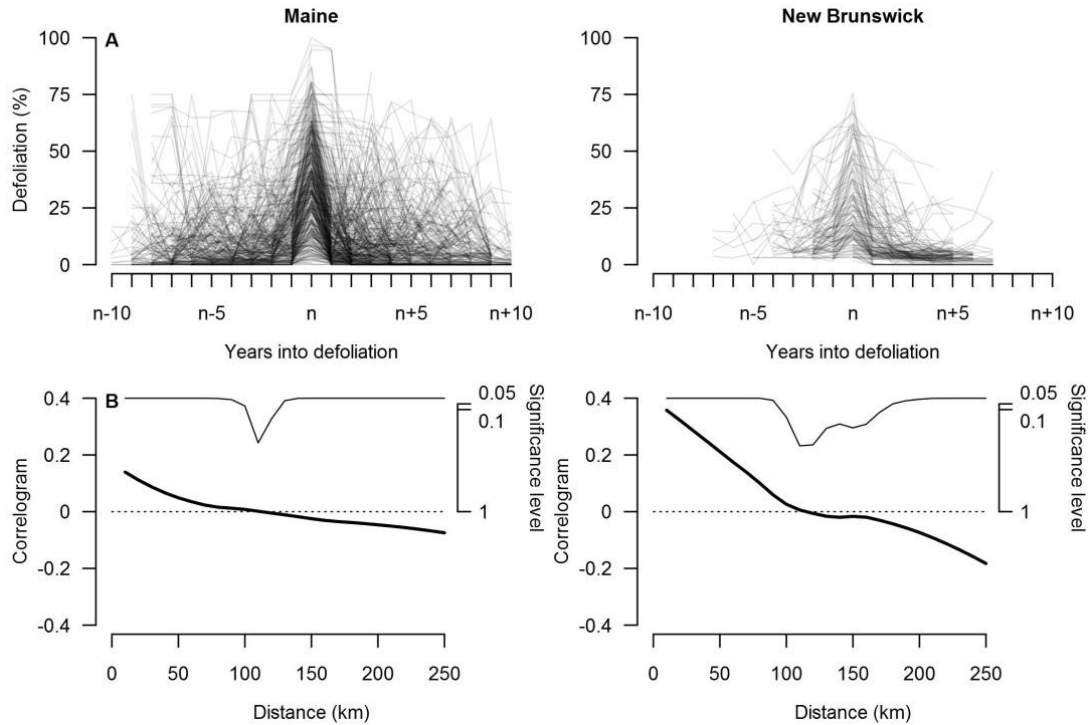 Maine
New Brunswick
A
100
75
50
25
0
Defoliation (%)
n-10
n-5
n
n+5
n+10
Years into defoliation
100
75
50
25
0
n-10
n-5
n
n+5
n+10
Years into defoliation
B
0.4
0.2
0
-0.2
-0.4
Correlogram
0.05
0.1
1
Significance level
0
50
100
150
200
250
Distance (km)
0.4
0.2
0
-0.2
-0.4
Correlogram
0.05
0.1
1
Significance level
0
50
100
150
200
250
Distance (km)